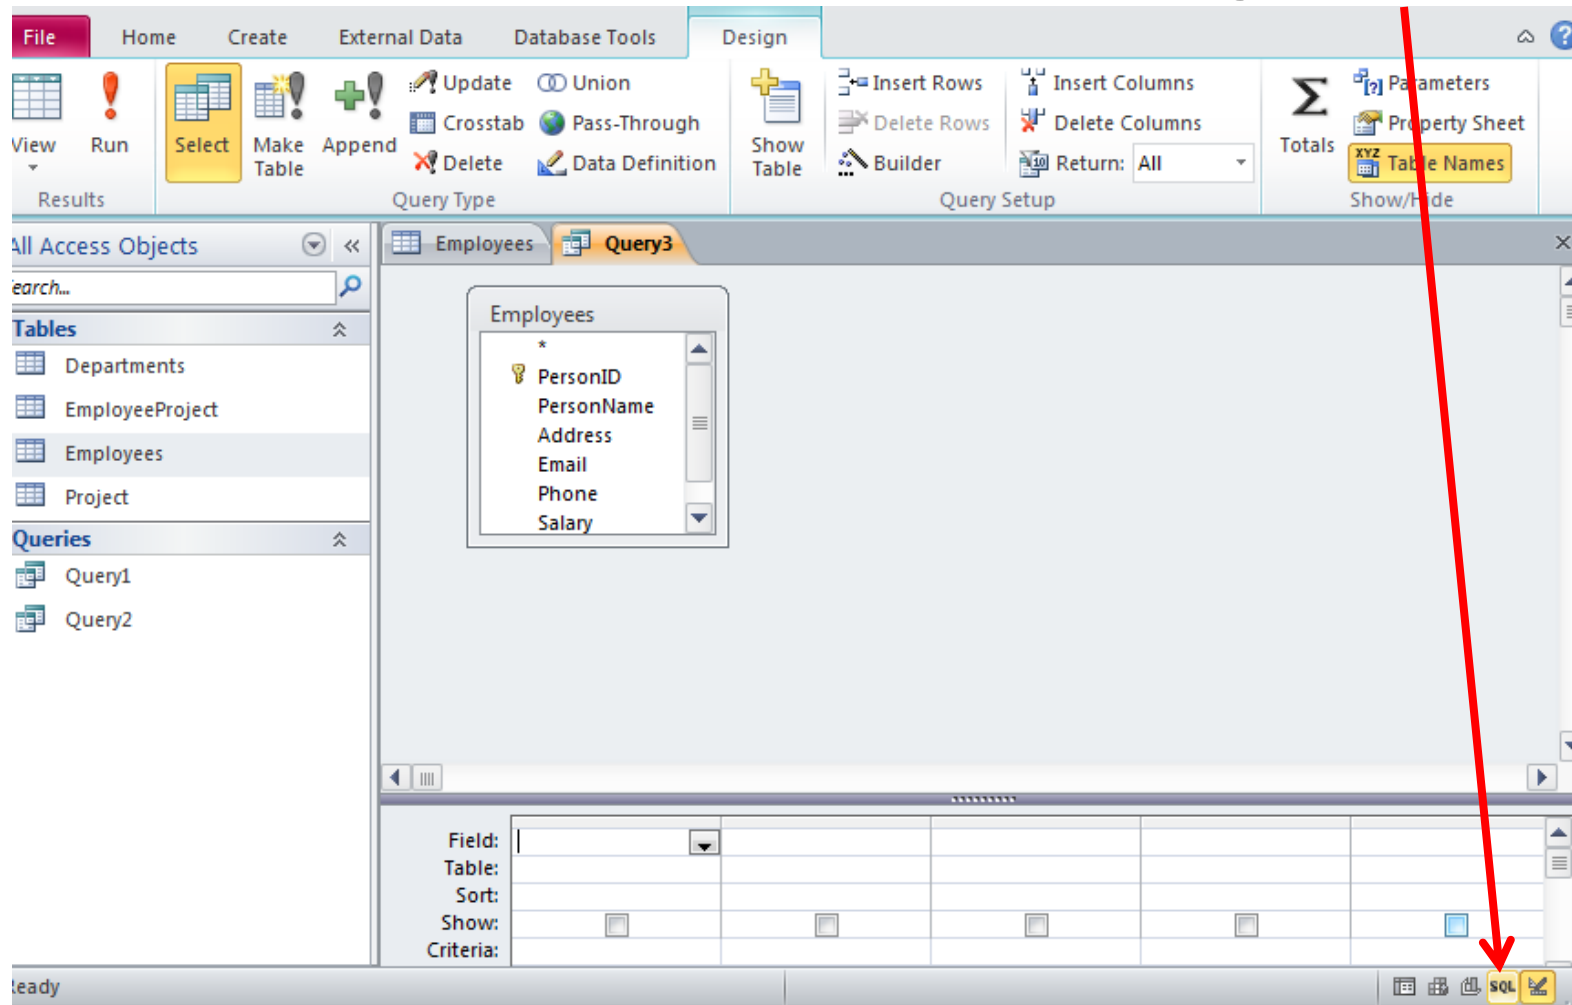 File Home Create External Data Database Tools Design
Update Union Insert Rows Insert Columns Parameters
Crosstab Pass-Through Delete Rows Delete Columns Property Sheet
View Run Select Make Table Append Show Table Totals
Delete Data Definition Builder Return: All XYZ Table Names
Results Query Type Query Setup Show/Hide
All Access Objects
Employees Query3
Search...
Tables
Departments
EmployeeProject
Employees
Project
Queries
Query1
Query2
Employees
*
PersonID
PersonName
Address
Email
Phone
Salary
Field:
Table:
Sort:
Show:
Criteria:
Ready SQL